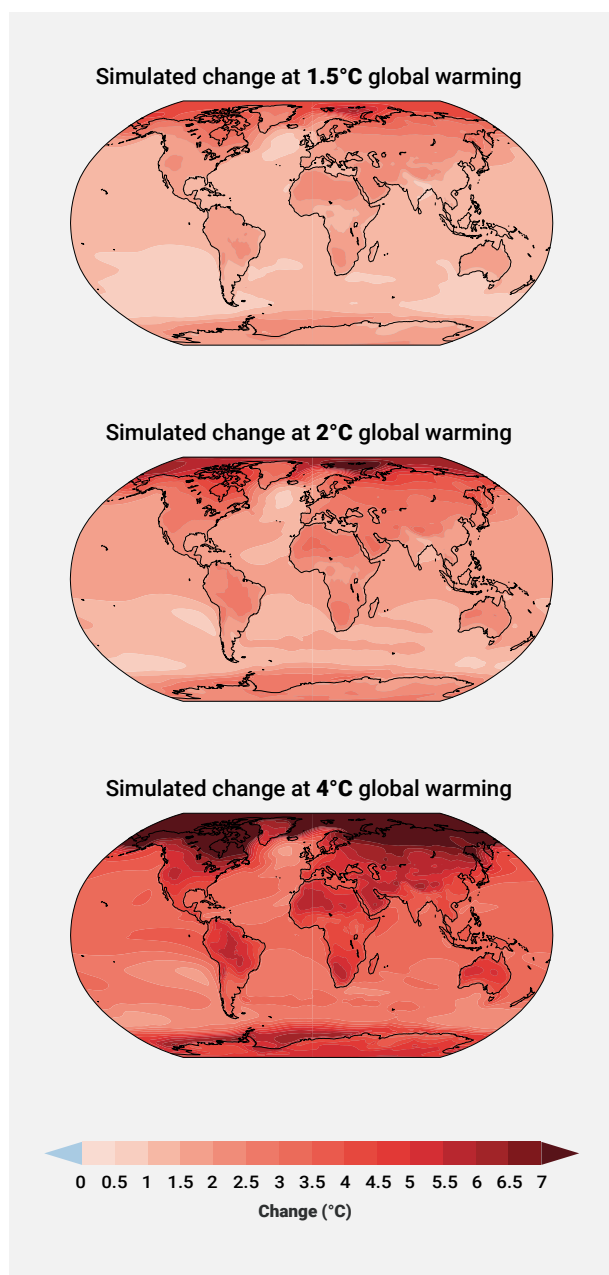 Simulated change at 1.5°C global warming
Simulated change at 2°C global warming
Simulated change at 4°C global warming
0 0.5 1 1.5 2 2.5 3 3.5 4 4.5 5 5.5 6 6.5 7
Change (°C)